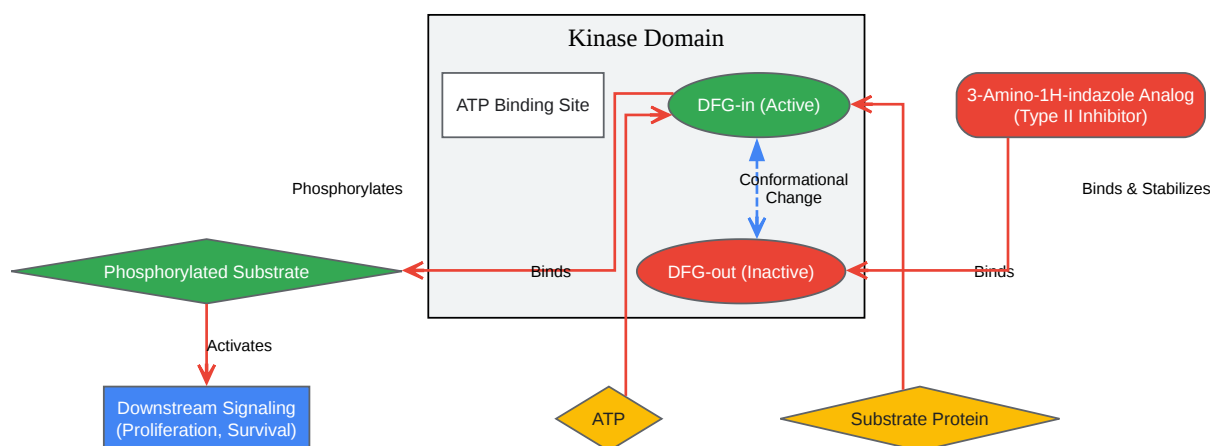 Kinase Domain
ATP Binding Site
DFG-in (Active)
3-Amino-1H-indazole Analog
(Type II Inhibitor)
Phosphorylates
Conformational
Change
Binds & Stabilizes
Phosphorylated Substrate
Binds
DFG-out (Inactive)
Binds
Activates
Downstream Signaling
(Proliferation, Survival)
ATP
Substrate Protein